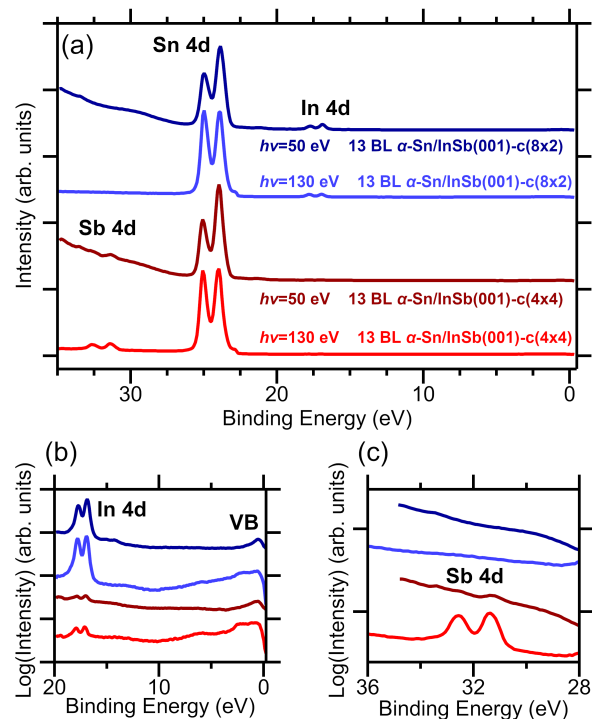 (a)
Sn 4d
In 4d
hν=50 eV 13 BL α-Sn/InSb(001)-c(8x2)
hν=130 eV 13 BL α-Sn/InSb(001)-c(8x2)
Sb 4d
hν=50 eV 13 BL α-Sn/InSb(001)-c(4x4)
hν=130 eV 13 BL α-Sn/InSb(001)-c(4x4)
Intensity (arb. units)
30 20 10 0
Binding Energy (eV)
(b)
In 4d
VB
Log(Intensity) (arb. units)
20 10 0
Binding Energy (eV)
(c)
Sb 4d
Log(Intensity) (arb. units)
36 32 28
Binding Energy (eV)